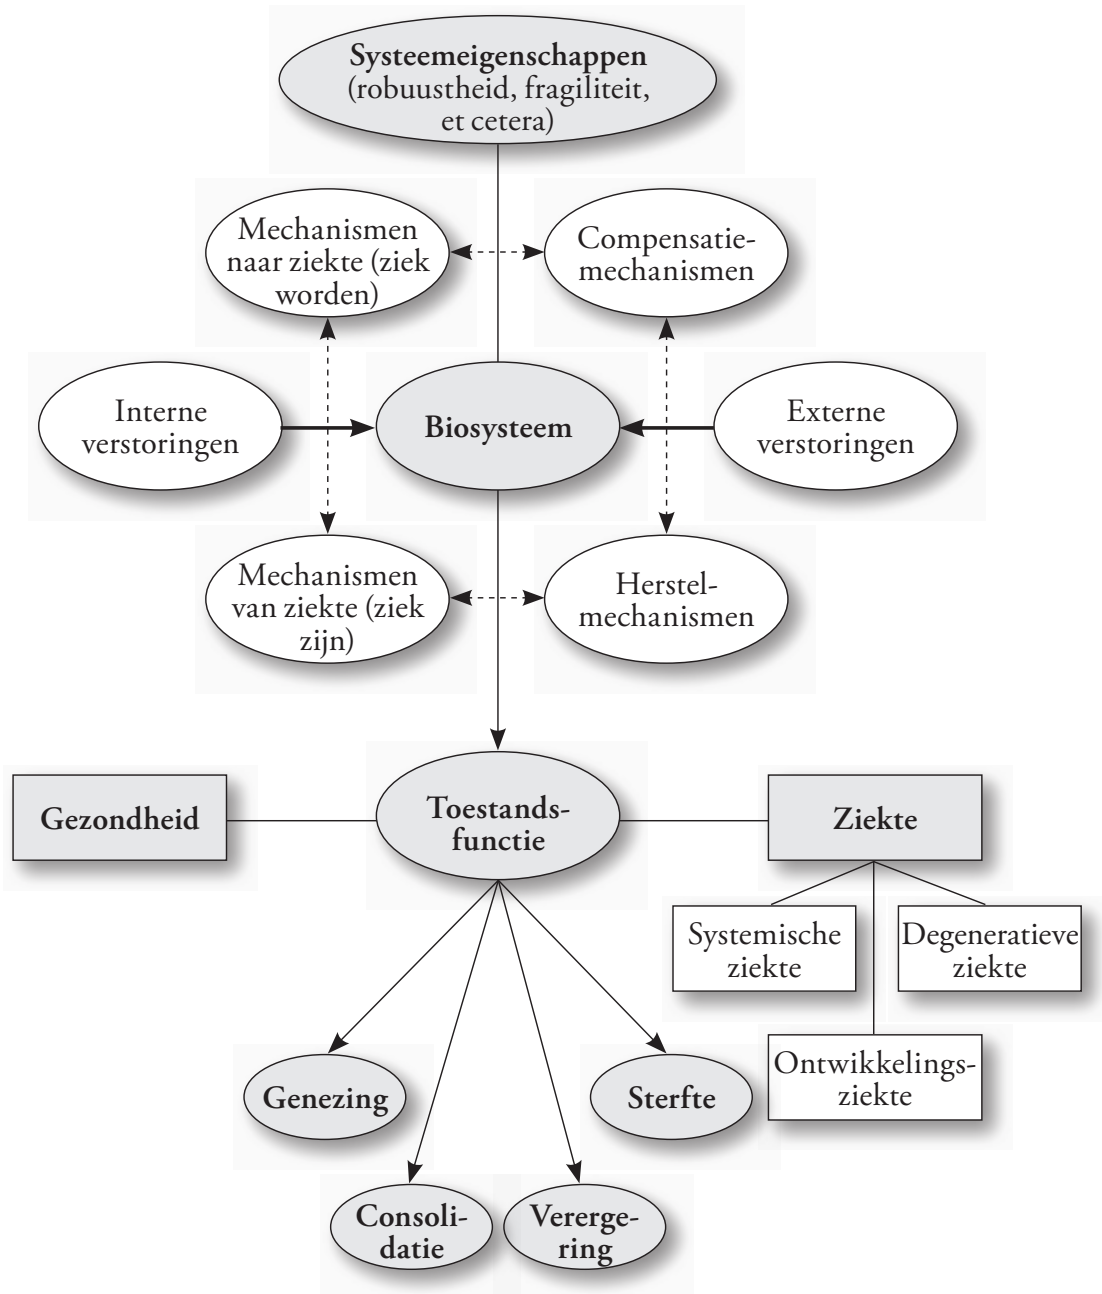 Systeemeigenschappen
(robuustheid, fragiliteit,
et cetera)
Mechanismen
naar ziekte (ziek
worden)
Compensatie-
mechanismen
Interne
verstoringen
Biosysteem
Externe
verstoringen
Mechanismen
van ziekte (ziek
zijn)
Herstel-
mechanismen
Gezondheid
Toestands-
functie
Ziekte
Systemische
ziekte
Degeneratieve
ziekte
Ontwikkelings-
ziekte
Genezing
Sterfte
Consoli-
datie
Vererge-
ring